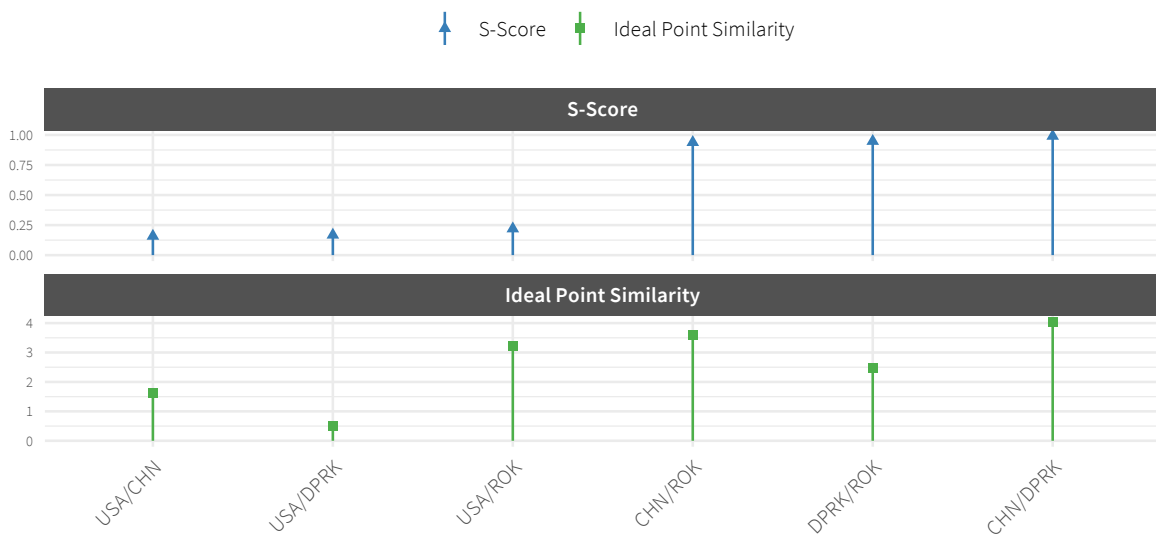 S-Score Ideal Point Similarity
S-Score
1.00
0.75
0.50
0.25
0.00
Ideal Point Similarity
4
3
2
1
0
USA/CHN USA/DPRK USA/ROK CHN/ROK DPRK/ROK CHN/DPRK